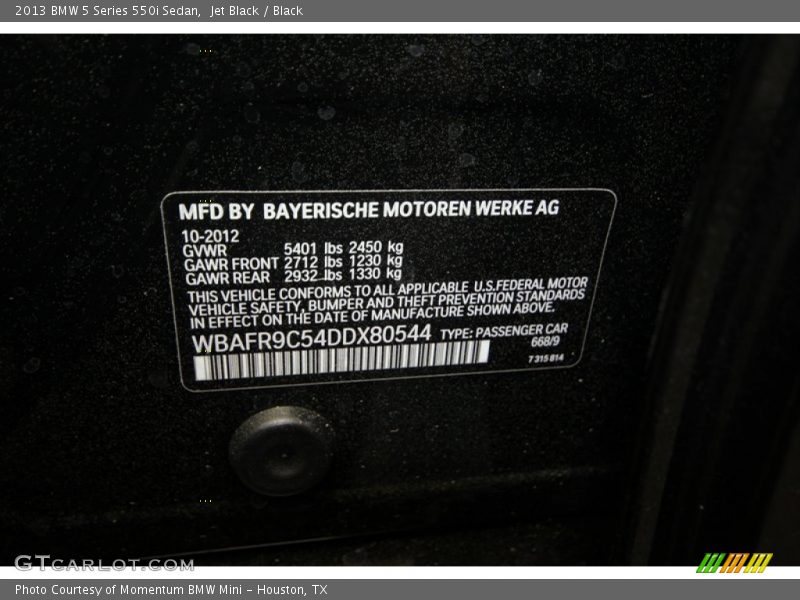 2013 BMW 5 Series 550i Sedan,  Jet Black / Black
MFD BY BAYERISCHE MOTOREN WERKE AG
10-2012
GVWR 5401 lbs 2450 kg
GAWR FRONT 2712 lbs 1230 kg
GAWR REAR 2932 lbs 1330 kg
THIS VEHICLE CONFORMS TO ALL APPLICABLE U.S.FEDERAL MOTOR
VEHICLE SAFETY, BUMPER AND THEFT PREVENTION STANDARDS
IN EFFECT ON THE DATE OF MANUFACTURE SHOWN ABOVE.
WBAFR9C54DDX80544 TYPE: PASSENGER CAR
668/9
7 315 814
GTcarlot.com
Photo Courtesy of Momentum BMW Mini - Houston, TX